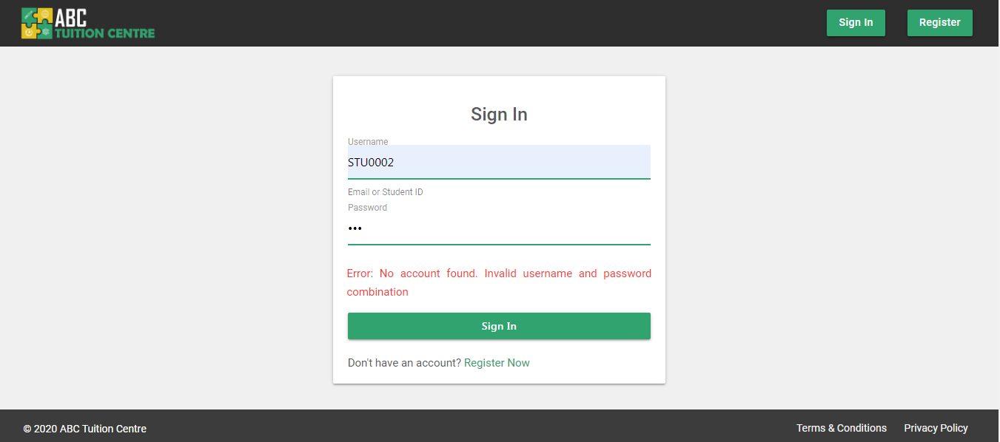 ABC
TUITION CENTRE
Sign In
Register
Sign In
Username
STU0002
Email or Student ID
Password
•••
Error: No account found. Invalid username and password
combination
Sign In
Don't have an account? Register Now
© 2020 ABC Tuition Centre
Terms & Conditions
Privacy Policy